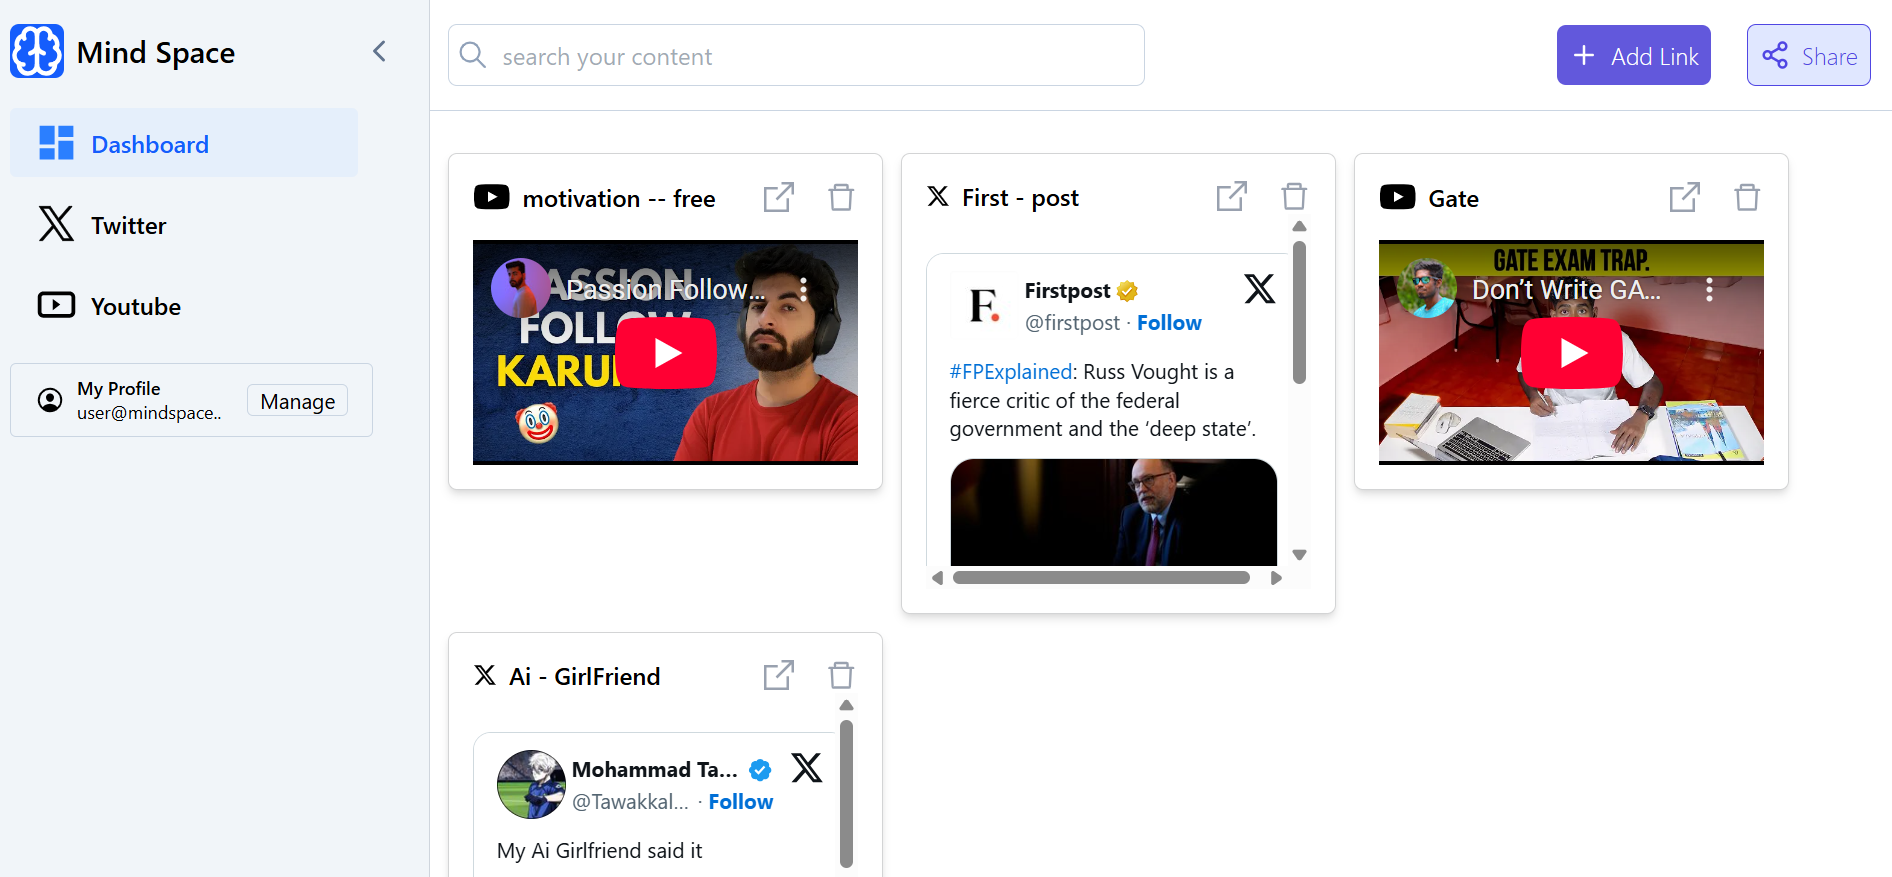 Mind Space
Dashboard
Twitter
Youtube
My Profile
user@mindspace..
Manage
search your content
Add Link
Share
motivation -- free
PASSION
Passion Follow...
FOLLOW
First - post
F.
Firstpost
@firstpost · Follow
#FPExplained: Russ Vought is a
fierce critic of the federal
government and the ‘deep state’.
Gate
GATE EXAM TRAP.
Don’t Write GA...
Ai - GirlFriend
Mohammad Ta...
@Tawakkal... · Follow
My Ai Girlfriend said it